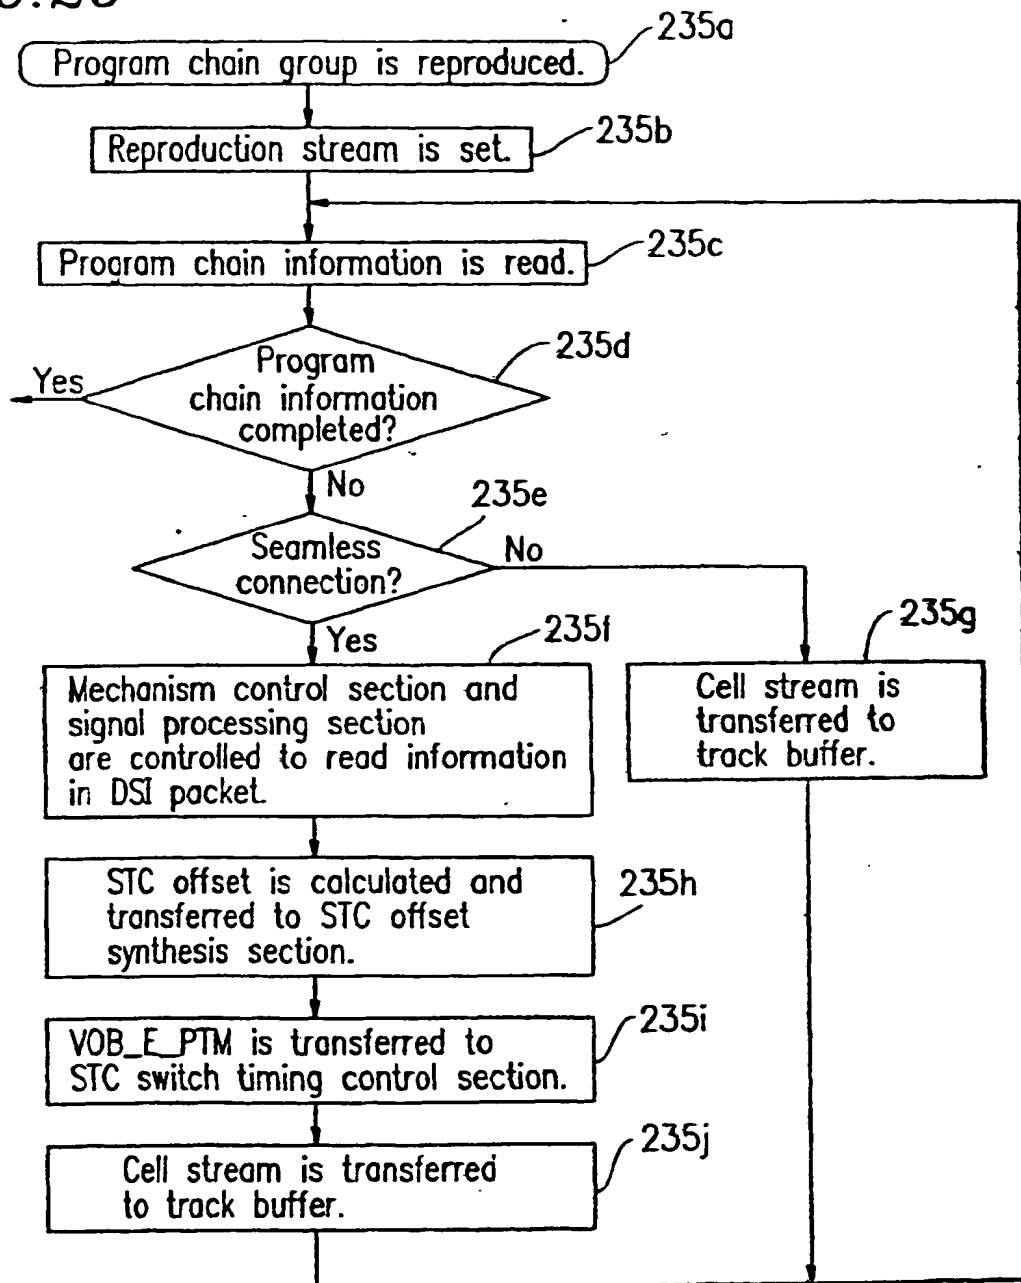 235a
Program chain group is reproduced.
235b
Reproduction stream is set.
235c
Program chain information is read.
235d
Program
chain information
completed?
Yes
No
235e
Seamless
connection?
No
Yes
235f
235g
Mechanism control section and
signal processing section
are controlled to read information
in DSI packet.
Cell stream is
transferred to
track buffer.
STC offset is calculated and
transferred to STC offset
synthesis section.
235h
VOB_E_PTM is transferred to
STC switch timing control section.
235i
Cell stream is transferred
to track buffer.
235j